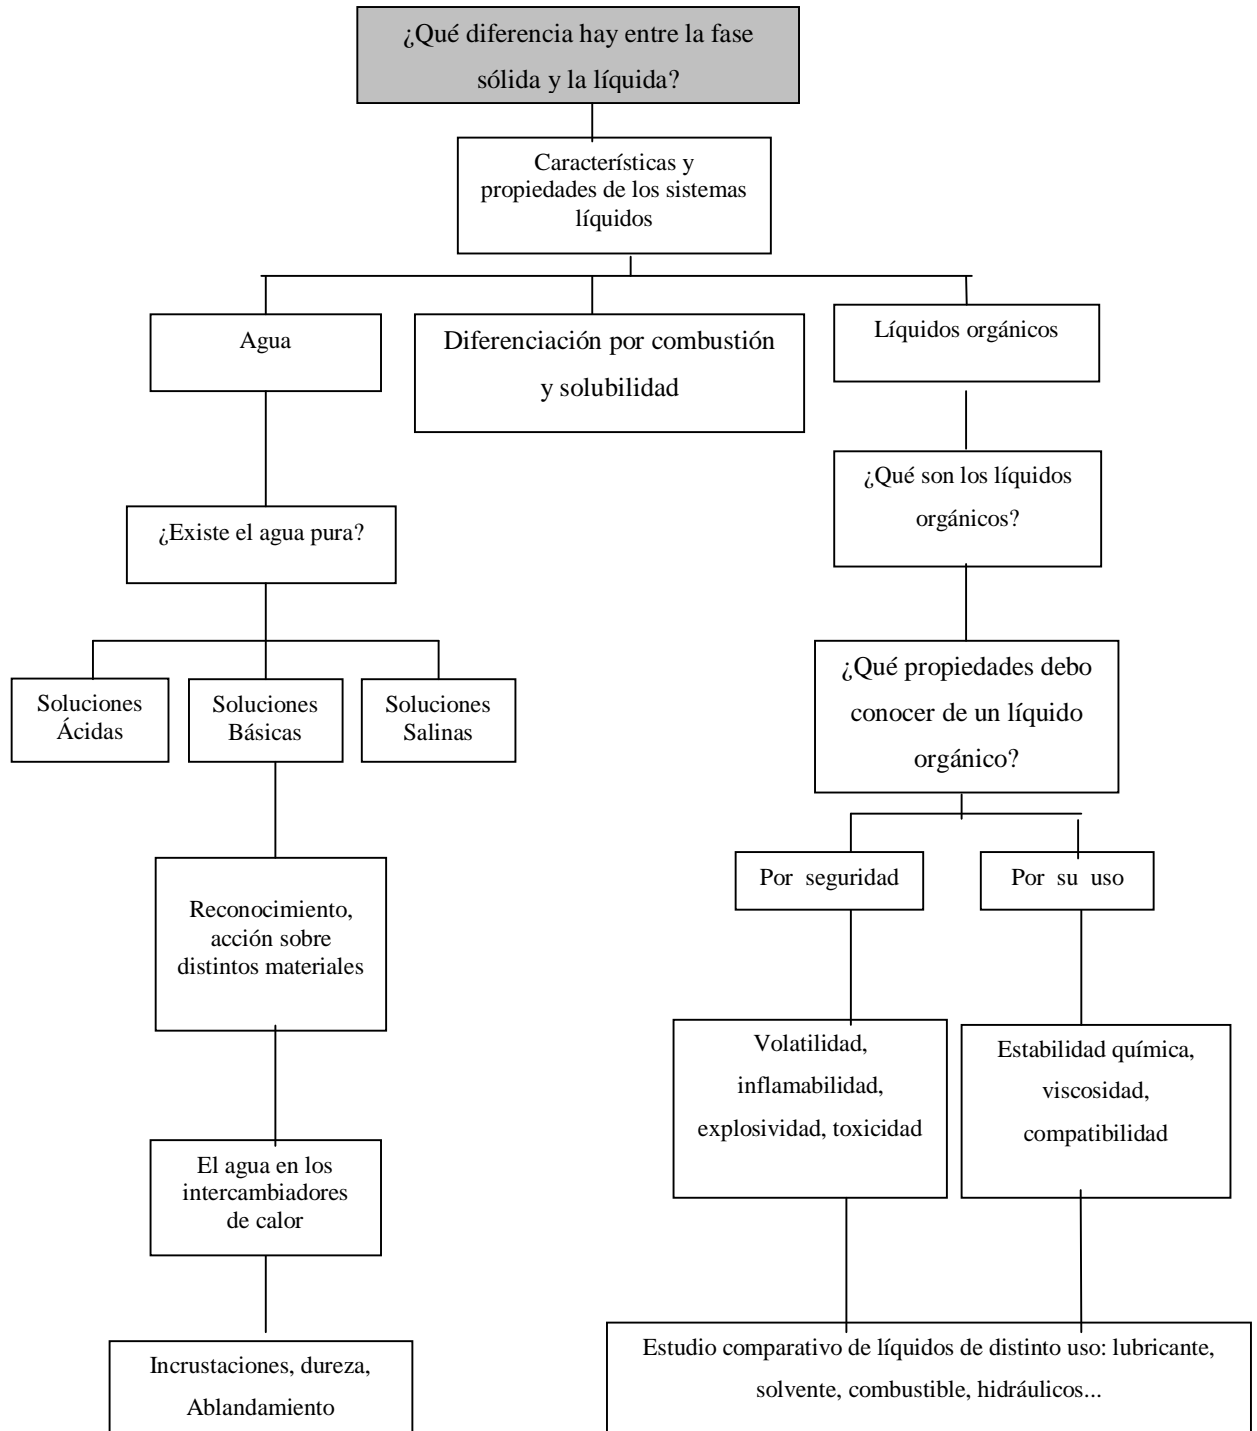 ¿Qué diferencia hay entre la fase
sólida y la líquida?
Características y
propiedades de los sistemas
líquidos
Agua
Diferenciación por combustión
y solubilidad
Líquidos orgánicos
¿Existe el agua pura?
¿Qué son los líquidos
orgánicos?
Soluciones
Ácidas
Soluciones
Básicas
Soluciones
Salinas
¿Qué propiedades debo
conocer de un líquido
orgánico?
Reconocimiento,
acción sobre
distintos materiales
Por seguridad
Por su uso
Volatilidad,
inflamabilidad,
explosividad, toxicidad
Estabilidad química,
viscosidad,
compatibilidad
El agua en los
intercambiadores
de calor
Incrustaciones, dureza,
Ablandamiento
Estudio comparativo de líquidos de distinto uso: lubricante,
solvente, combustible, hidráulicos...